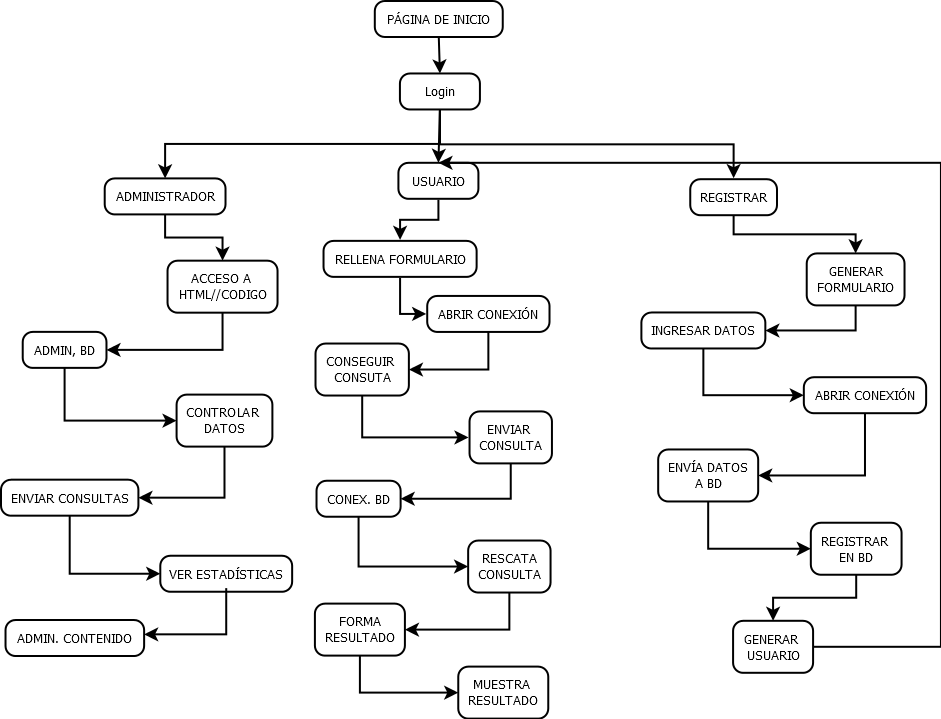 PÁGINA DE INICIO
Login
ADMINISTRADOR
ACCESO A
HTML//CODIGO
ADMIN, BD
CONTROLAR
DATOS
ENVIAR CONSULTAS
VER ESTADÍSTICAS
ADMIN. CONTENIDO
USUARIO
RELLENA FORMULARIO
ABRIR CONEXIÓN
CONSEGUIR
CONSUTA
ENVIAR
CONSULTA
CONEX. BD
RESCATA
CONSULTA
FORMA
RESULTADO
MUESTRA
RESULTADO
REGISTRAR
GENERAR
FORMULARIO
INGRESAR DATOS
ABRIR CONEXIÓN
ENVÍA DATOS
A BD
REGISTRAR
EN BD
GENERAR
USUARIO